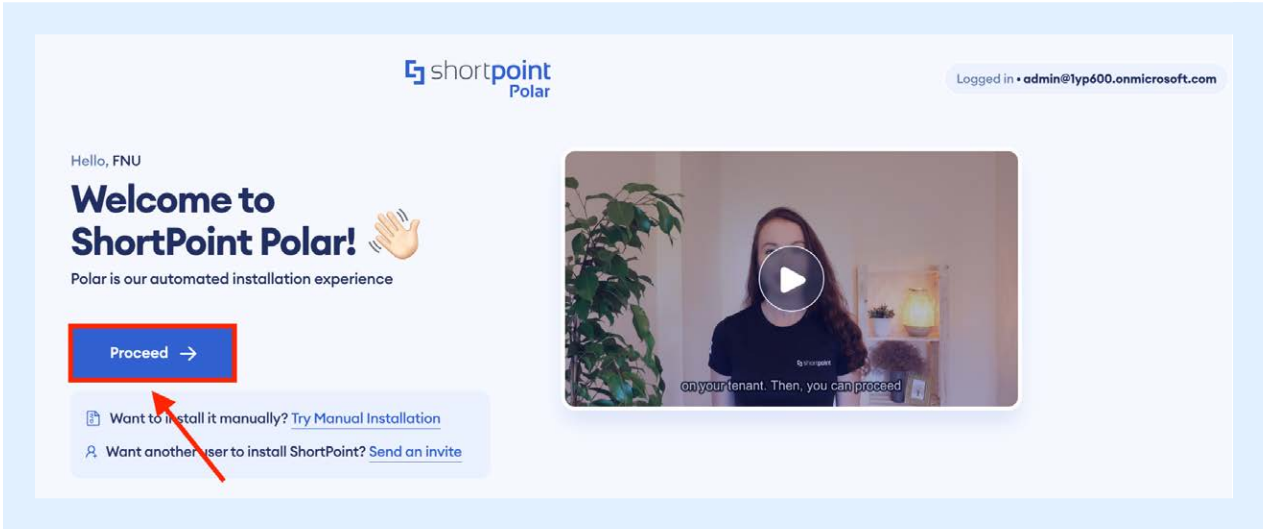 shortpoint
Polar
Logged in • admin@1yp600.onmicrosoft.com
Hello, FNU
Welcome to
ShortPoint Polar!
Polar is our automated installation experience
Proceed →
Want to install it manually? Try Manual Installation
Want another user to install ShortPoint? Send an invite
shortpoint
on your tenant. Then, you can proceed